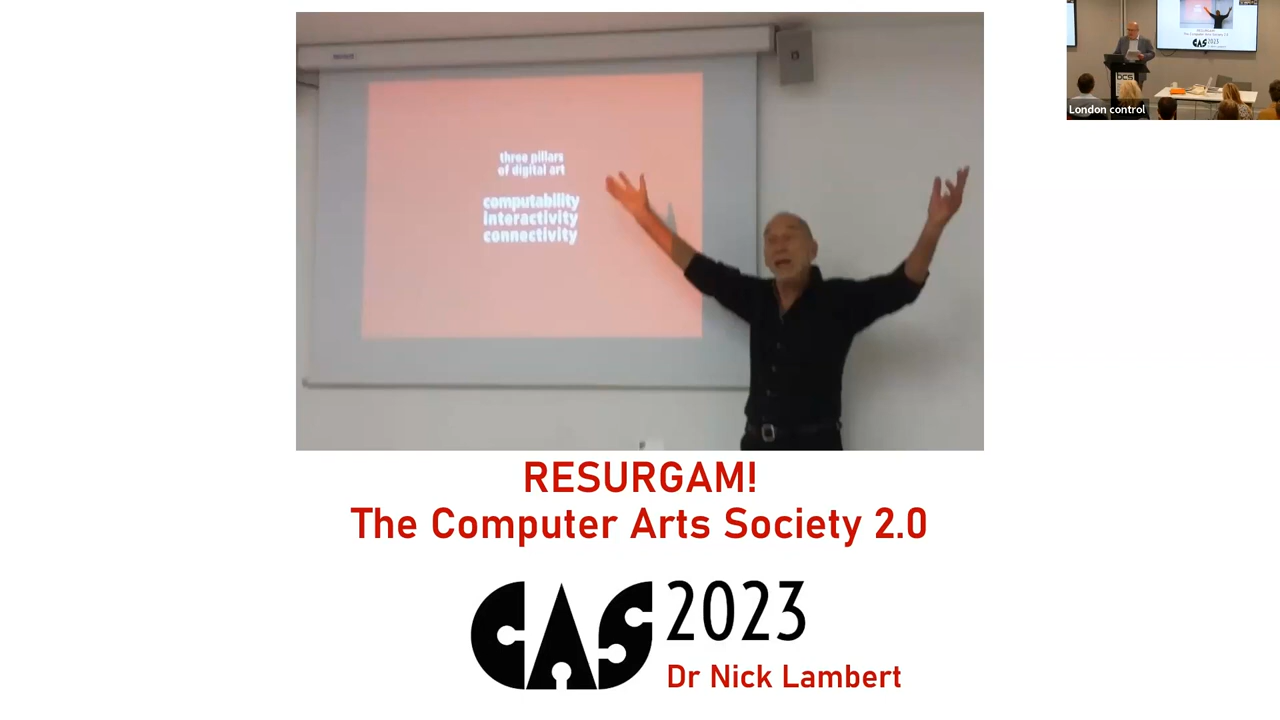 three pillars
of digital art
computability
interactivity
connectivity
RESURGAM!
The Computer Arts Society 2.0
CAS 2023
Dr Nick Lambert
bcs
London control